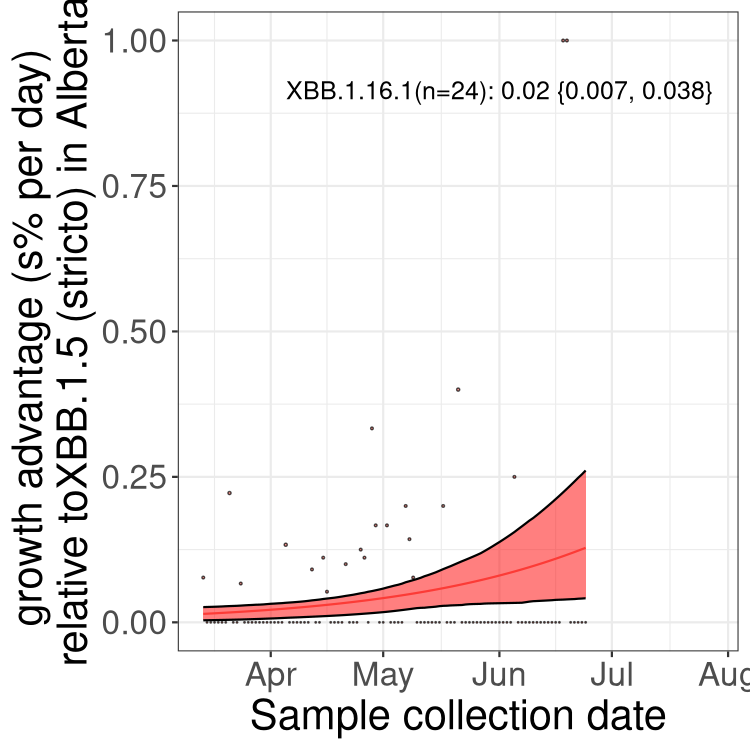 growth advantage (s% per day)
relative toXBB.1.5 (stricto) in Alberta
1.00
XBB.1.16.1(n=24): 0.02 {0.007, 0.038}
0.75
0.50
0.25
0.00
Apr May Jun Jul Aug
Sample collection date